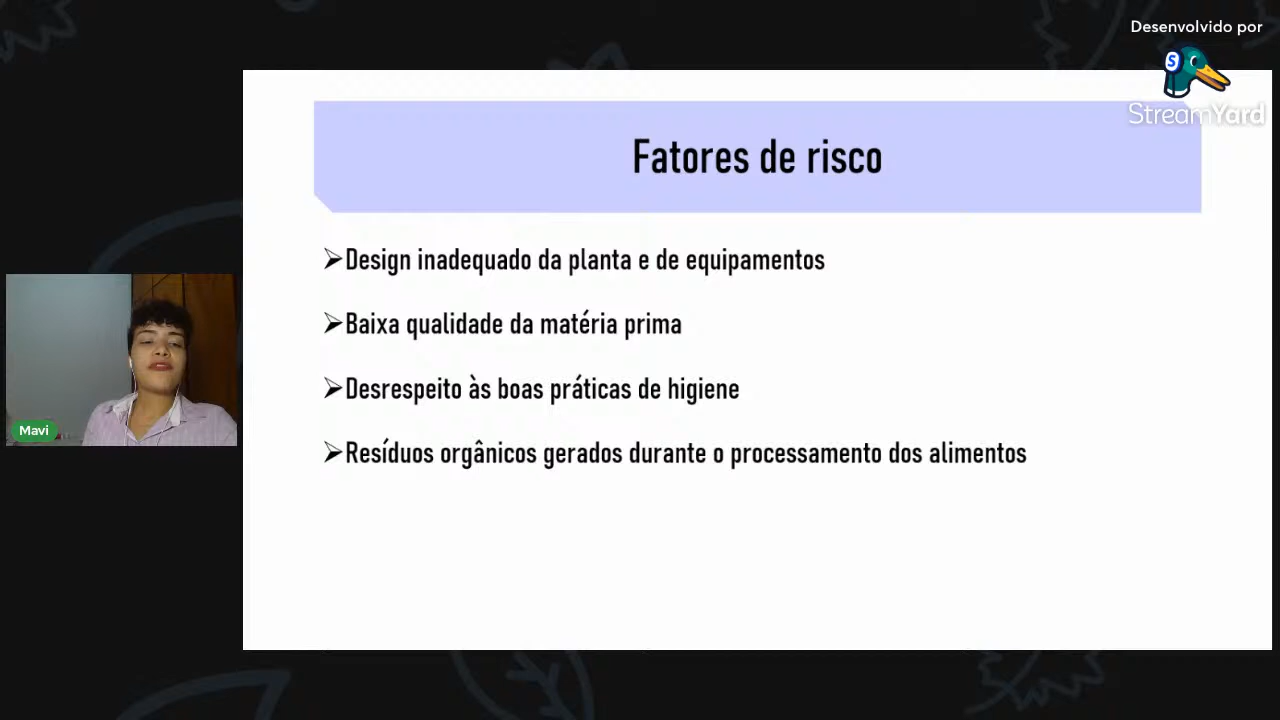 Desenvolvido por
StreamYard
Fatores de risco
➢Design inadequado da planta e de equipamentos
➢Baixa qualidade da matéria prima
➢Desrespeito às boas práticas de higiene
➢Resíduos orgânicos gerados durante o processamento dos alimentos
Mavi